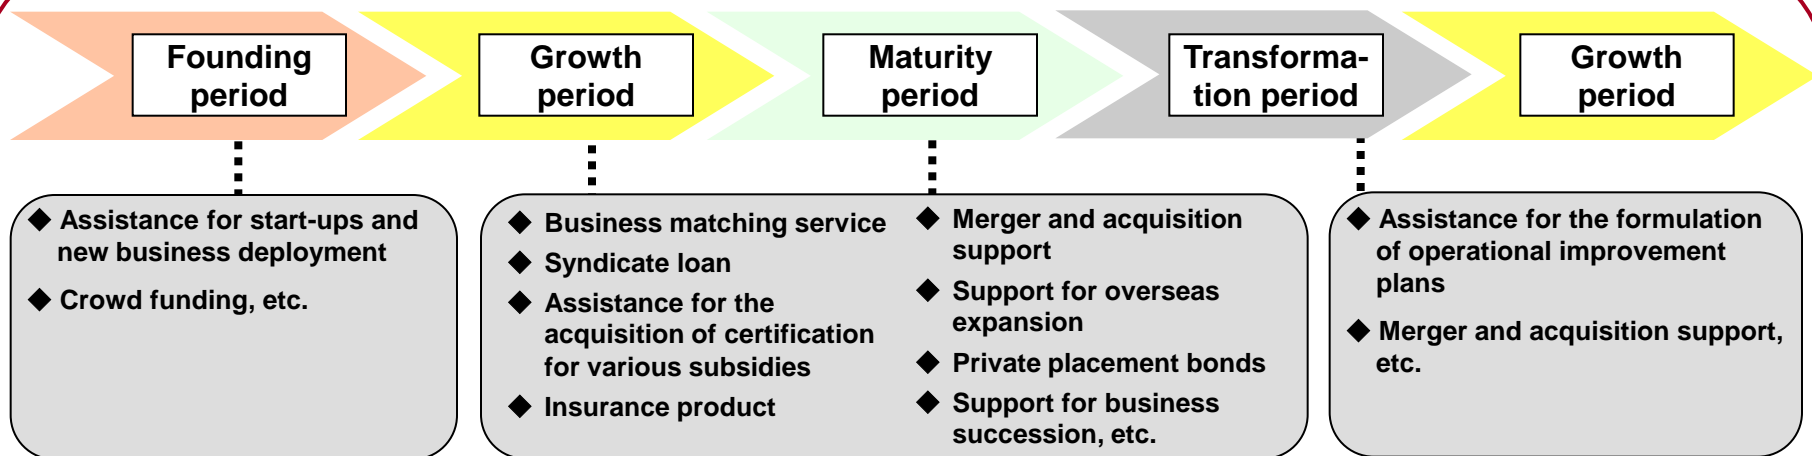 Founding
period
Growth
period
Maturity
period
Transforma-
tion period
Growth
period
◆ Assistance for start-ups and
new business deployment
◆ Crowd funding, etc.
◆ Business matching service
◆ Syndicate loan
◆ Assistance for the
acquisition of certification
for various subsidies
◆ Insurance product
◆ Merger and acquisition
support
◆ Support for overseas
expansion
◆ Private placement bonds
◆ Support for business
succession, etc.
◆ Assistance for the formulation
of operational improvement
plans
◆ Merger and acquisition support,
etc.